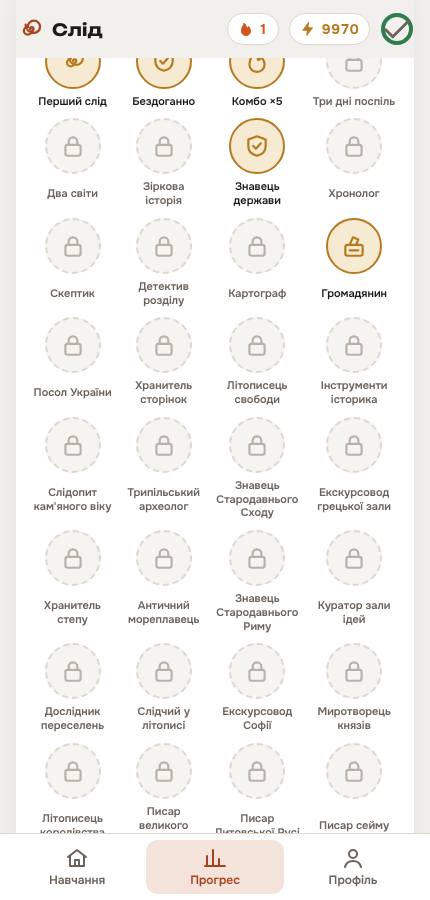 Слід
1
9970
Перший слід
Бездоганно
Комбо ×5
Три дні поспіль
Два світи
Зіркова
історія
Знавець
держави
Хронолог
Скептик
Детектив
розділу
Картограф
Громадянин
Посол України
Хранитель
сторінок
Літописець
свободи
Інструменти
історика
Слідопит
кам'яного віку
Трипільський
археолог
Знавець
Стародавнього
Сходу
Екскурсовод
грецької зали
Хранитель
степу
Античний
мореплавець
Знавець
Стародавнього
Риму
Куратор зали
ідей
Дослідник
переселень
Слідчий у
літописі
Екскурсовод
Софії
Миротворець
князів
Літописець
королівства
Писар
великого
Писар
Литовської Русі
Писар сейму
Навчання
Прогрес
Профіль